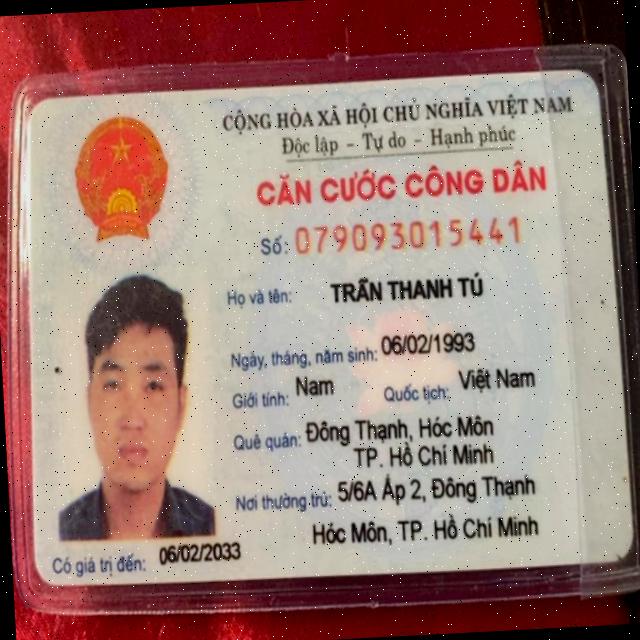 CỘNG HÒA XÃ HỘI CHỦ NGHĨA VIỆT NAM
Độc lập - Tự do - Hạnh phúc
CĂN CƯỚC CÔNG DÂN
Số: 079093015441
Họ và tên: TRẦN THANH TÚ
Ngày, tháng, năm sinh: 06/02/1993
Giới tính: Nam Quốc tịch: Việt Nam
Quê quán: Đông Thạnh, Hóc Môn
TP. Hồ Chí Minh
Nơi thường trú: 5/6A Ấp 2, Đông Thạnh
Hóc Môn, TP. Hồ Chí Minh
Có giá trị đến: 06/02/2033